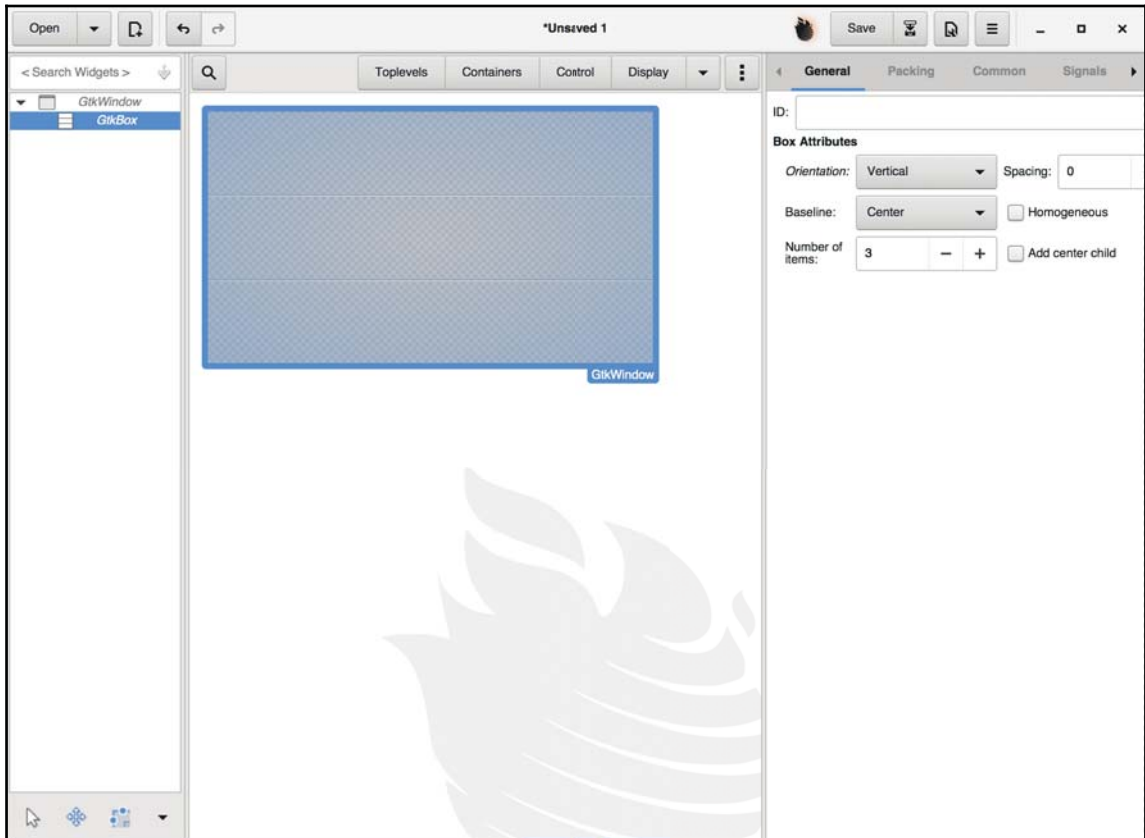 Open
*Unsaved 1
Save
< Search Widgets >
Toplevels
Containers
Control
Display
General
Packing
Common
Signals
GtkWindow
GtkBox
ID:
Box Attributes
Orientation:
Vertical
Spacing:
0
Baseline:
Center
Homogeneous
Number of
items:
3
Add center child
GtkWindow